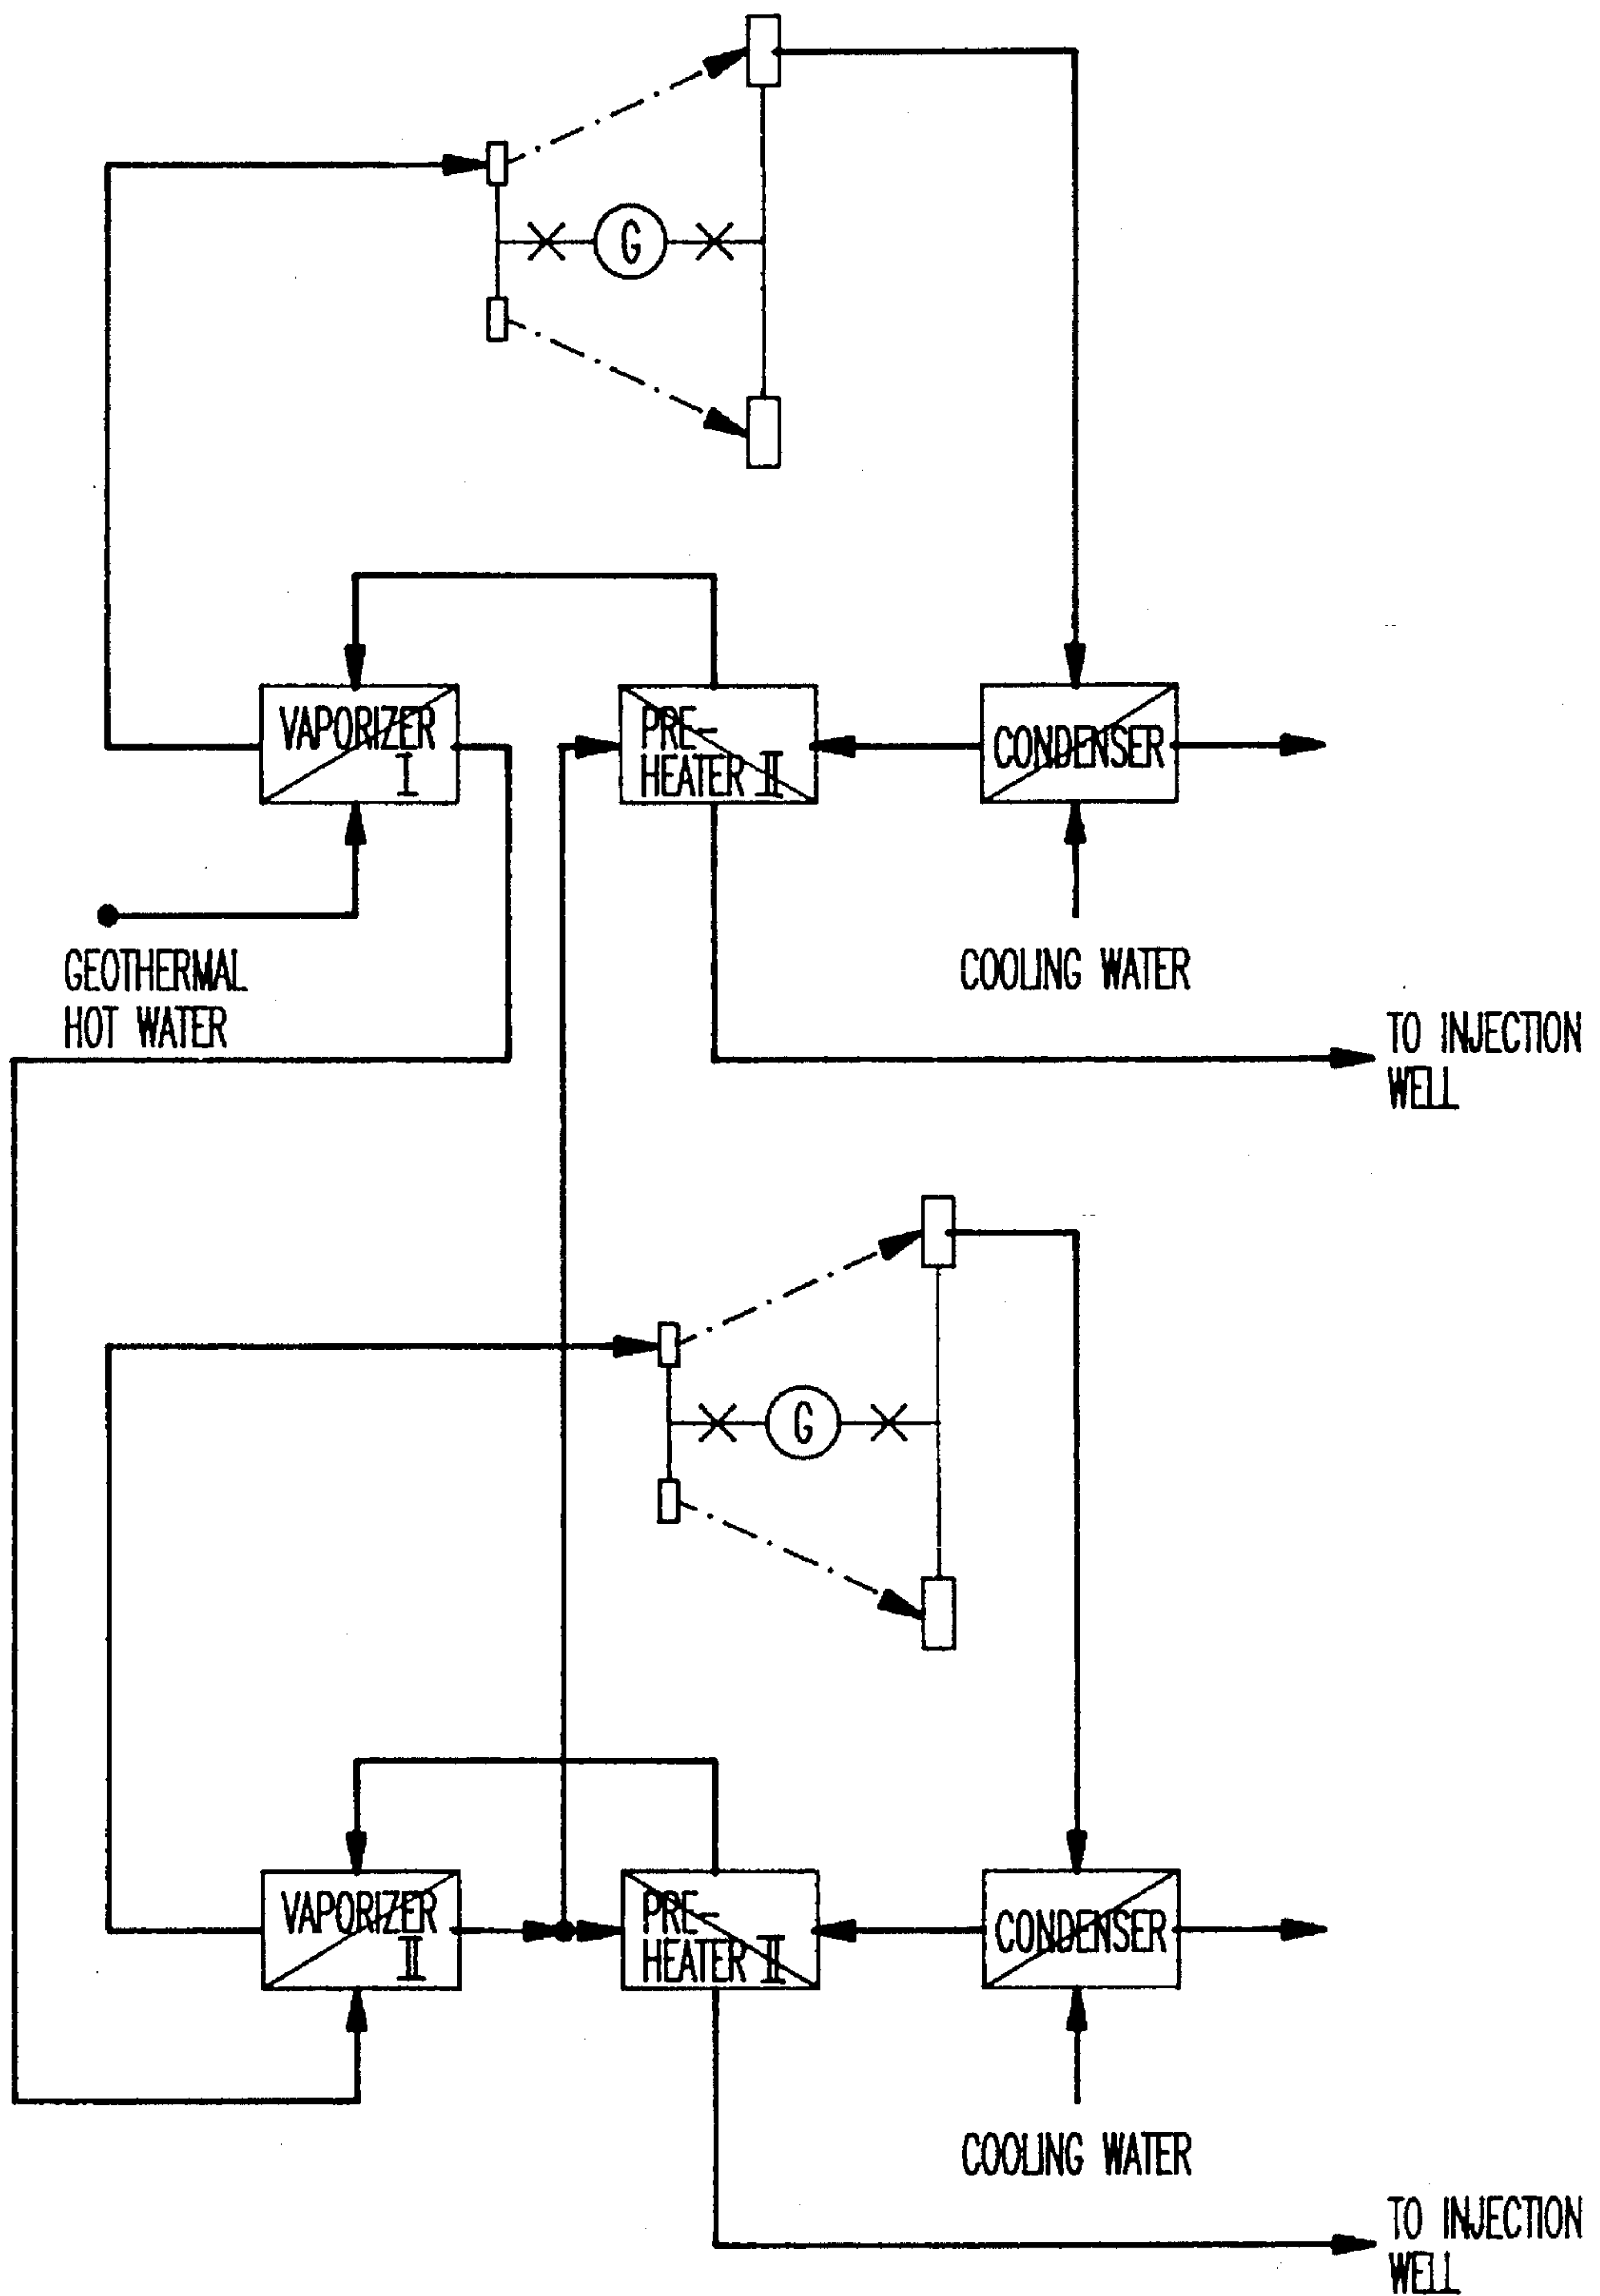 G
VAPORIZER
I
PRE-
HEATER II
CONDENSER
GEOTHERMAL
HOT WATER
COOLING WATER
TO INJECTION
WELL
G
VAPORIZER
II
PRE-
HEATER II
CONDENSER
COOLING WATER
TO INJECTION
WELL